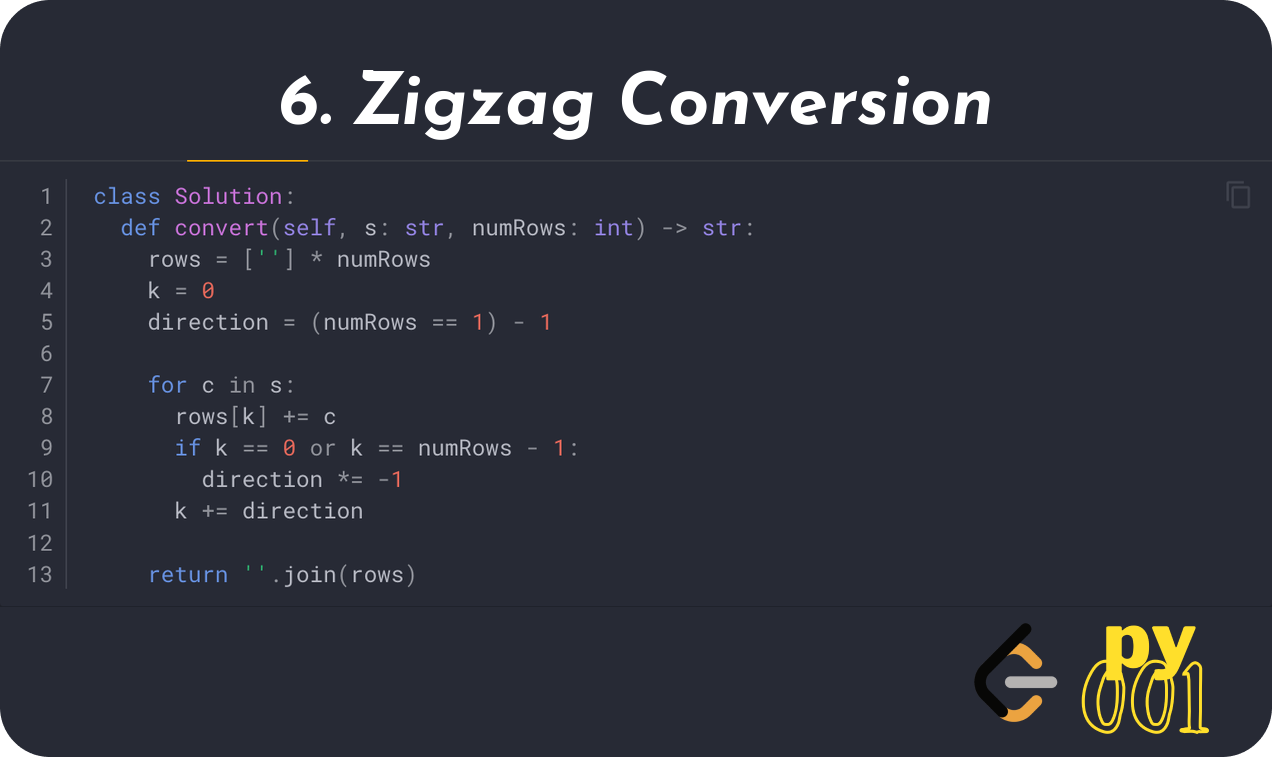 6. Zigzag Conversion
1 class Solution:
2   def convert(self, s: str, numRows: int) -> str:
3     rows = [''] * numRows
4     k = 0
5     direction = (numRows == 1) - 1
6
7     for c in s:
8       rows[k] += c
9       if k == 0 or k == numRows - 1:
10         direction *= -1
11       k += direction
12
13     return ''.join(rows)
py
001